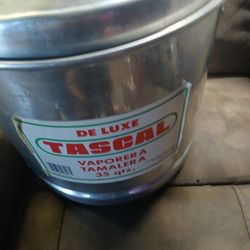 DE LUXE
TASCAL
VAPORERA
TAMALERA
35 qts.